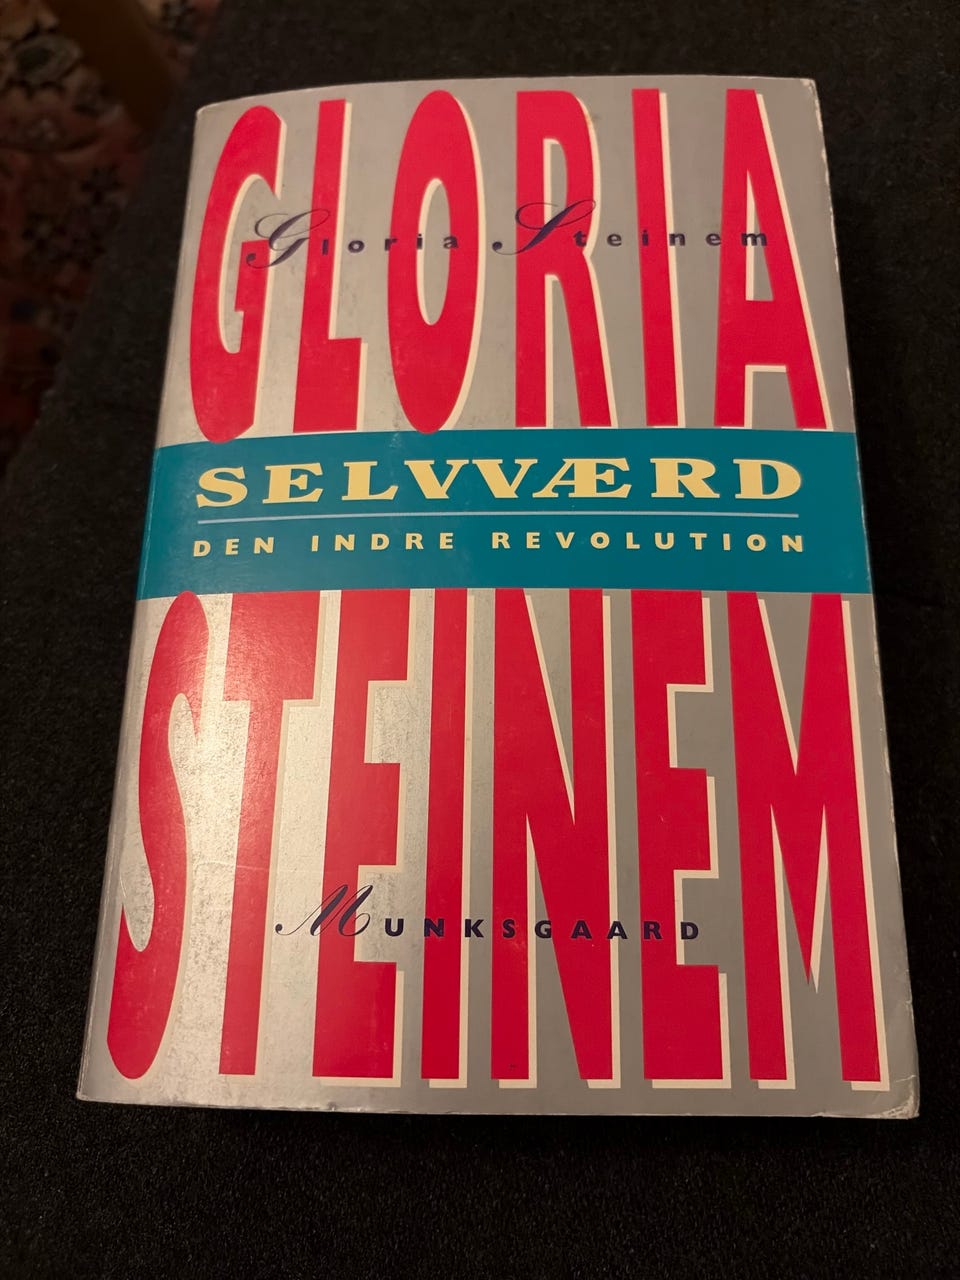 GLORIA
Gloria Steinem
SELVVÆRD
DEN INDRE REVOLUTION
STEINEM
MUNKSGAARD